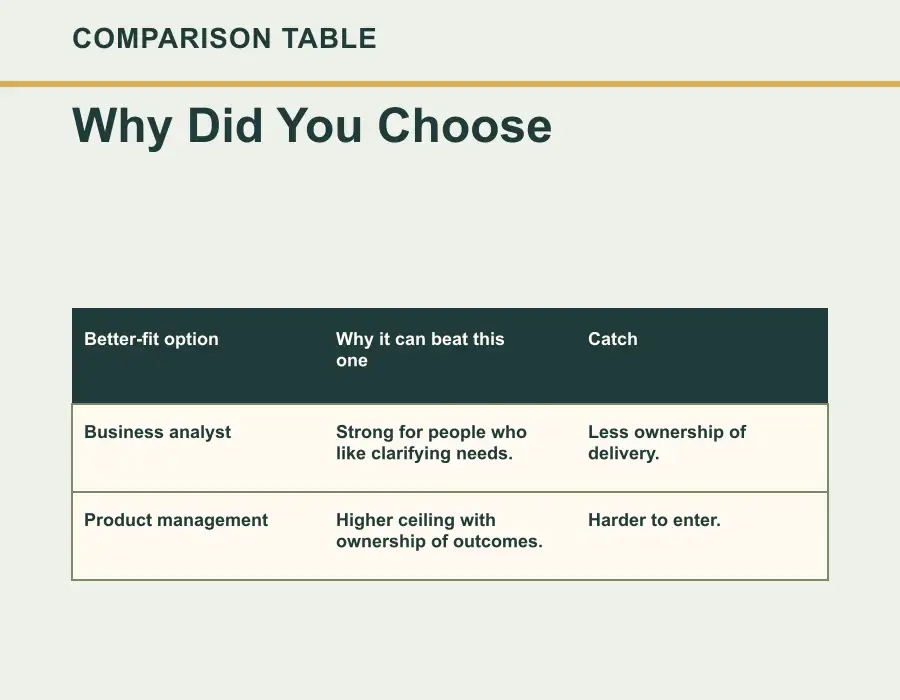 COMPARISON TABLE
Why Did You Choose
Better-fit option
Why it can beat this
one
Catch
Business analyst
Strong for people who
like clarifying needs.
Less ownership of
delivery.
Product management
Higher ceiling with
ownership of outcomes.
Harder to enter.